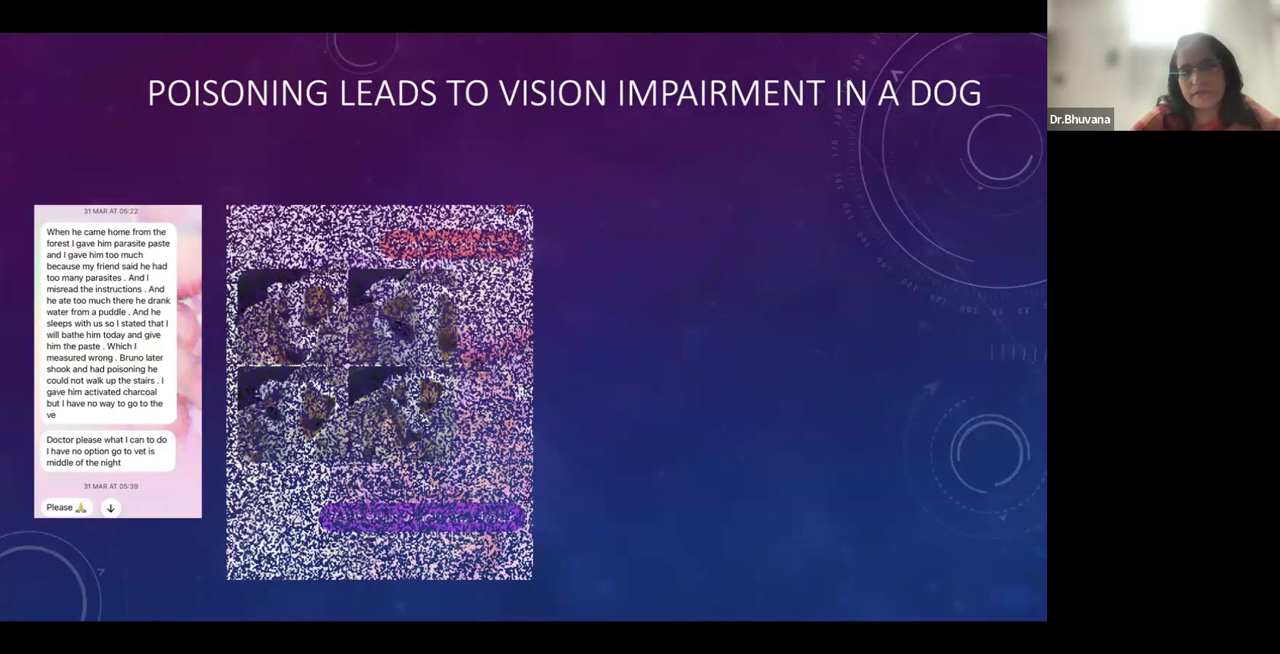 POISONING LEADS TO VISION IMPAIRMENT IN A DOG
Dr.Bhuvana
31 MAR AT 05:22
When he came home from the
forest I gave him parasite paste
and I gave him too much
because my friend said he had
too many parasites . And I
misread the instructions . And
he ate too much there he drank
water from a puddle . And he
sleeps with us so I stated that I
will bathe him today and give
him the paste . Which I
measured wrong . Bruno later
shook and had poisoning he
could not walk up the stairs . I
gave him activated charcoal
but I have no way to go to the
ve
Doctor please what I can to do
I have no option go to vet is
middle of the night
31 MAR AT 05:39
Please 🙏